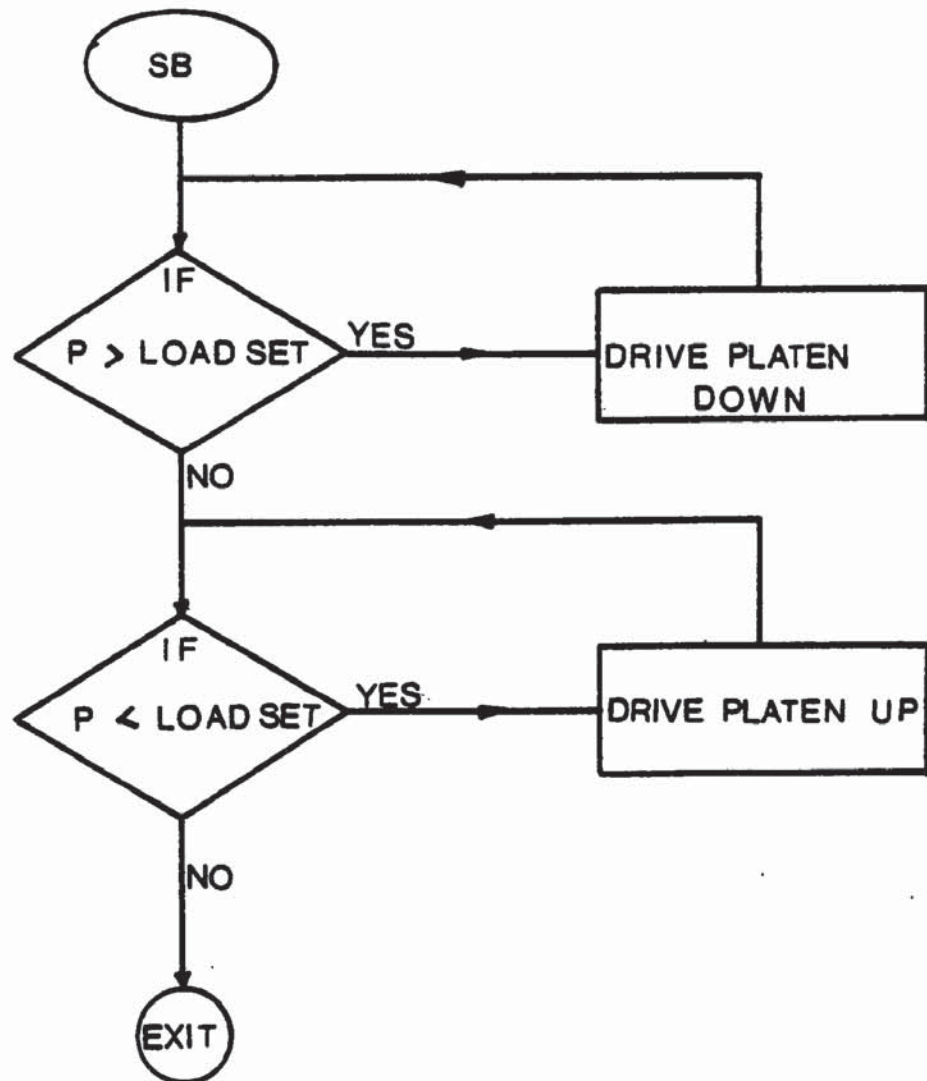 SB
IF
P > LOAD SET
YES
DRIVE PLATEN
DOWN
NO
IF
P < LOAD SET
YES
DRIVE PLATEN UP
NO
EXIT